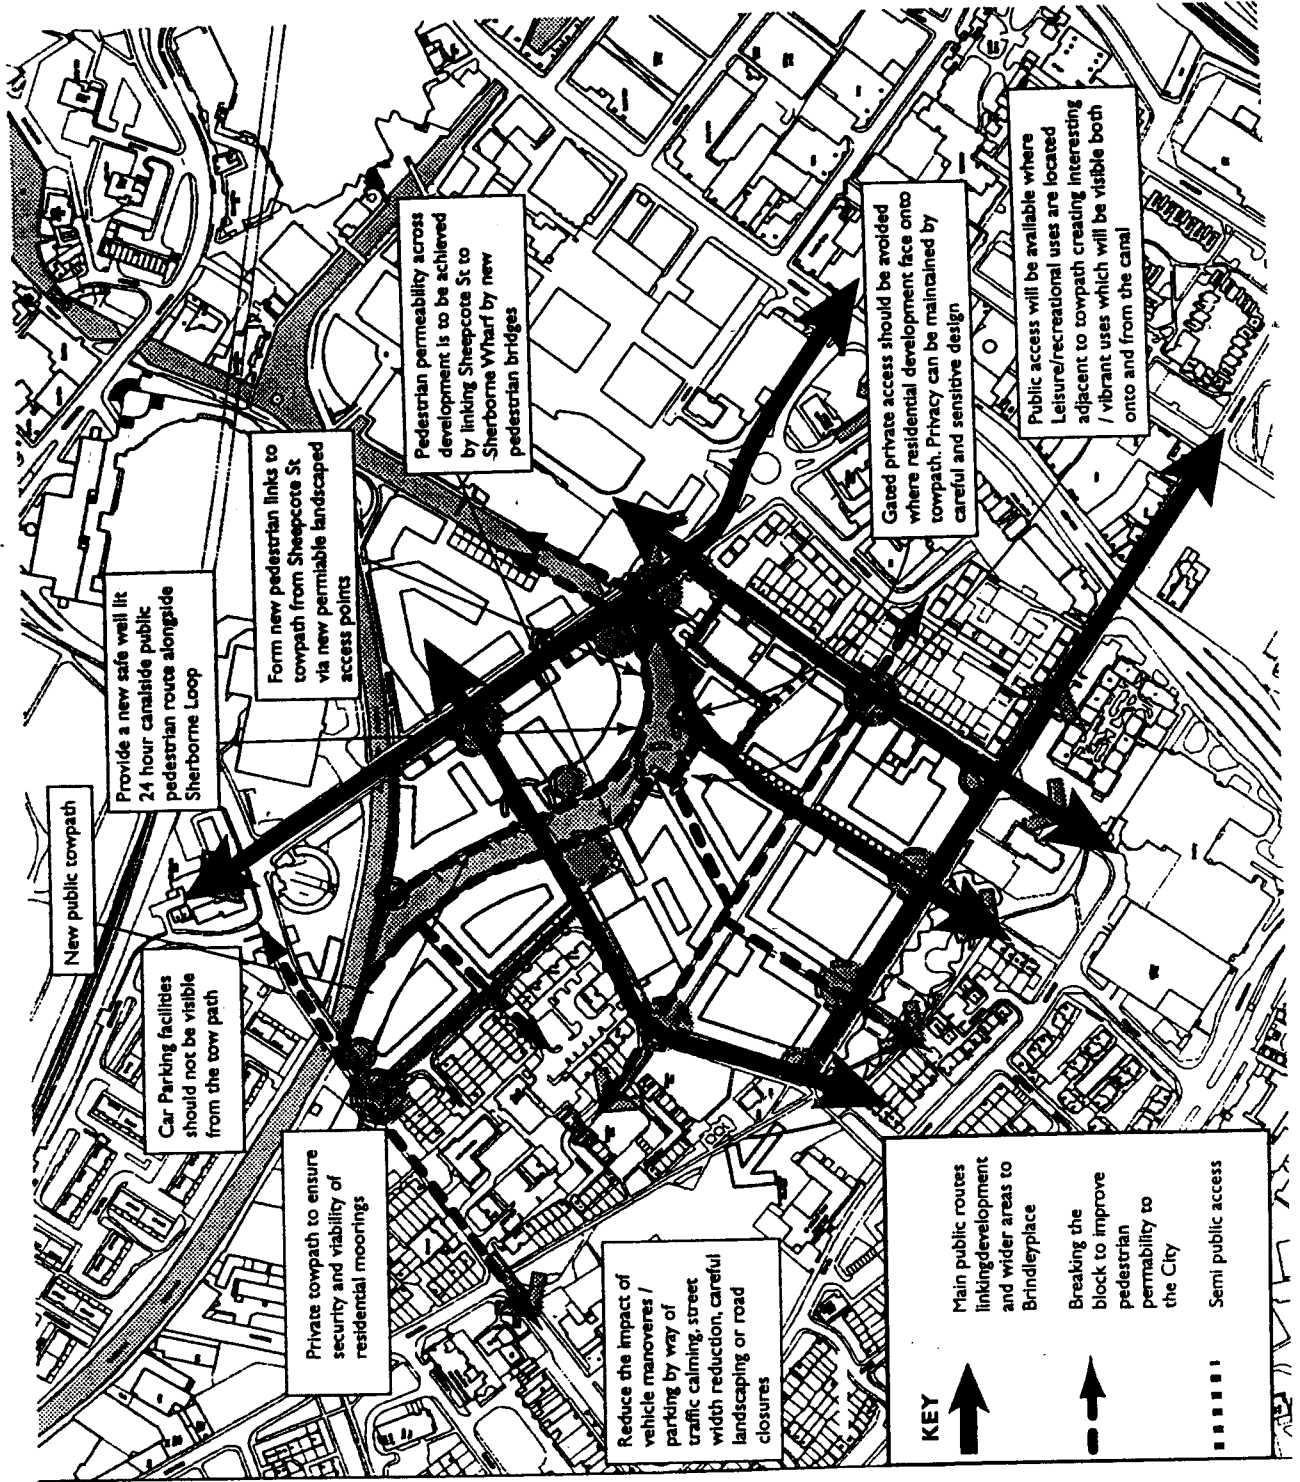 New public towpath
Provide a new safe well lit
24 hour canalside public
pedestrian route alongside
Sherborne Loop
Form new pedestrian links to
towpath from Sheepcote St
via new permiable landscaped
access points
Pedestrian permeability across
development is to be achieved
by linking Sheepcote St to
Sherborne Wharf by new
pedestrian bridges
Gated private access should be avoided
where residential development face onto
towpath. Privacy can be maintained by
careful and sensitive design
Public access will be available where
Leisure/recreational uses are located
adjacent to towpath creating interesting
/ vibrant uses which will be visible both
onto and from the canal
Car Parking facilities
should not be visible
from the tow path
Private towpath to ensure
security and viability of
residential moorings
Reduce the impact of
vehicle manovers /
parking by way of
traffic calming, street
width reduction, careful
landscaping or road
closures
KEY
Main public routes
linkingdevelopment
and wider areas to
Brindleyplace
Breaking the
block to improve
pedestrian
permability to
the City
Semi public access